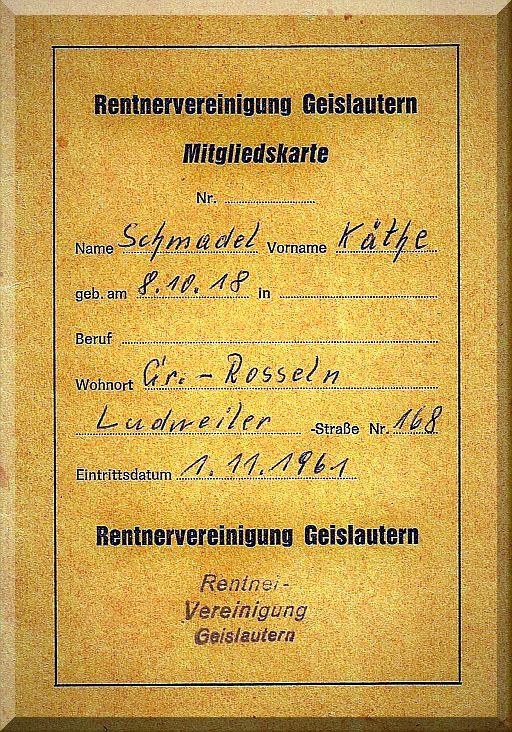 Rentnervereinigung Geislautern
Mitgliedskarte
Nr.
Name Schmadel Vorname Käthe
geb. am 8.10.18 in
Beruf
Wohnort Gr.-Rosseln
Ludweiler -Straße Nr. 168
Eintrittsdatum 1.11.1961
Rentnervereinigung Geislautern
Rentner-
Vereinigung
Geislautern